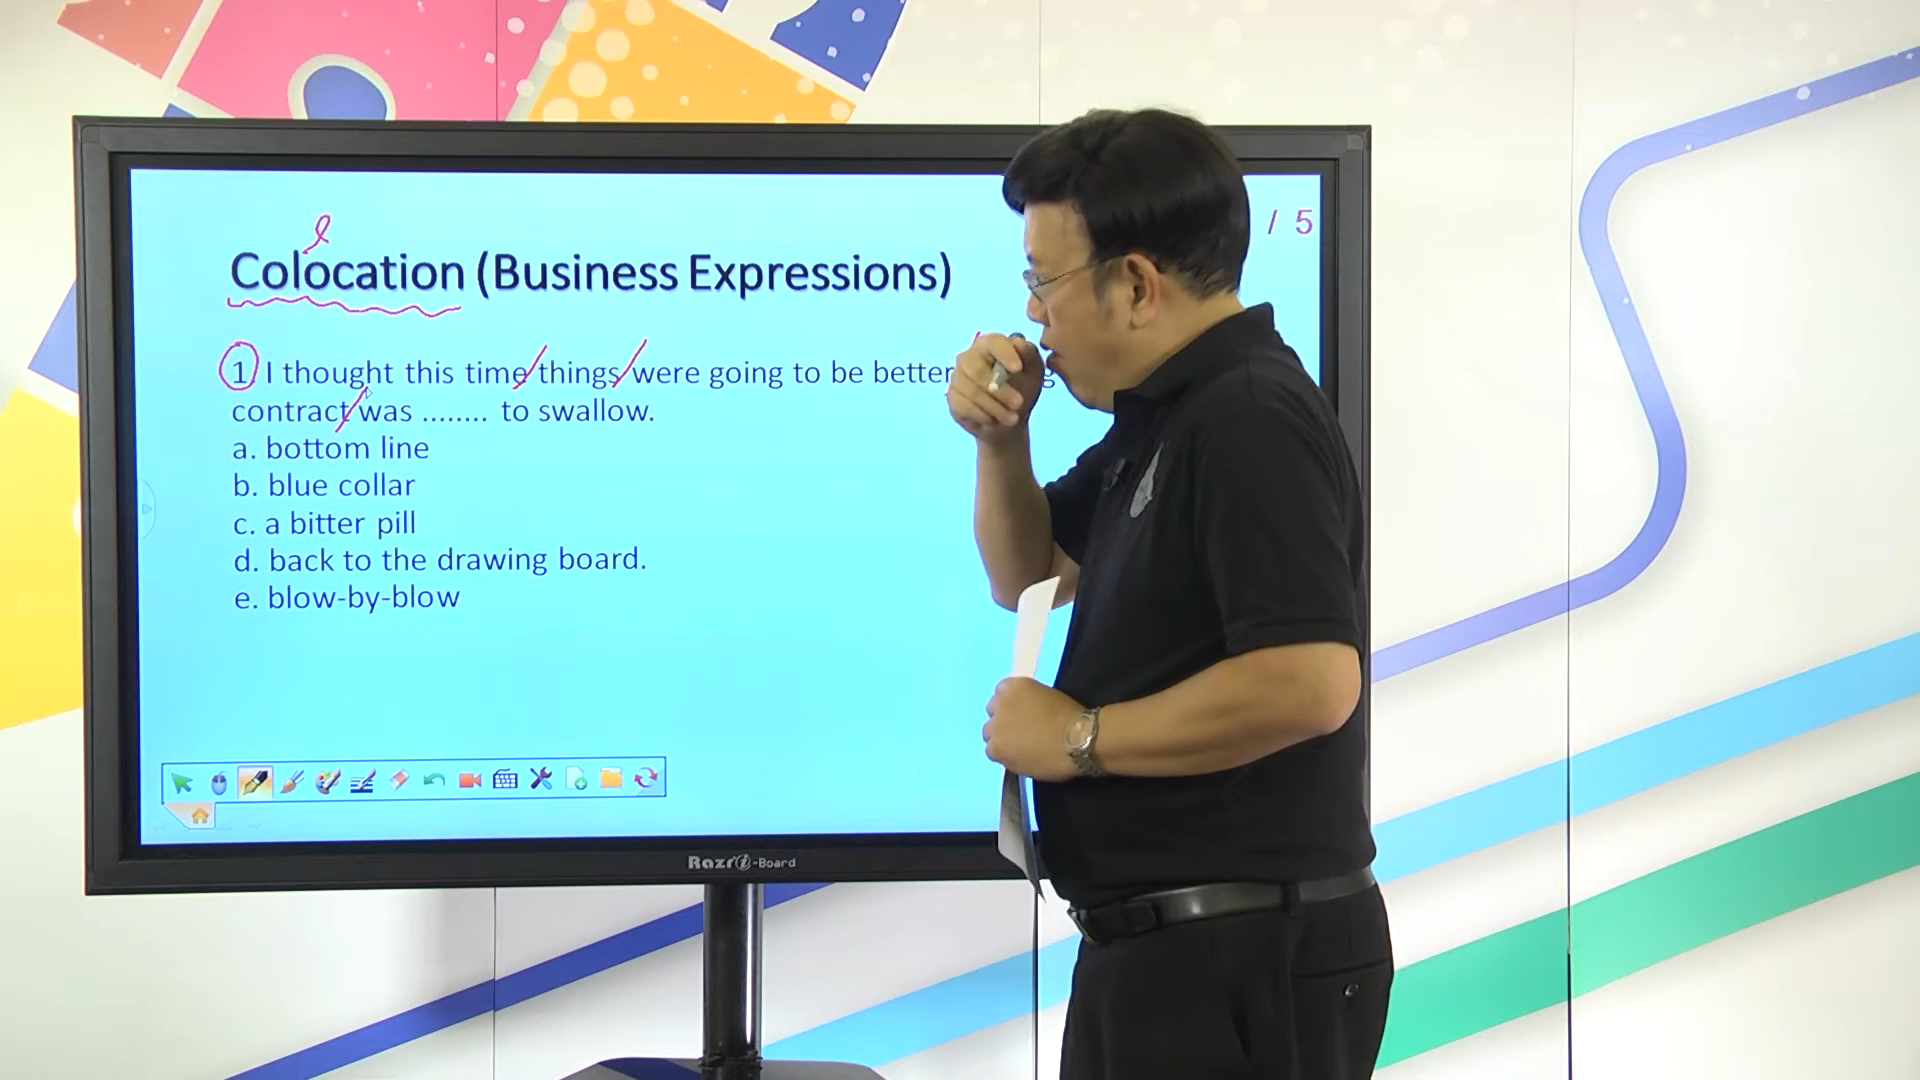 / 5
l
Colocation (Business Expressions)
1. I thought this time things were going to be better
contract was ........ to swallow.
a. bottom line
b. blue collar
c. a bitter pill
d. back to the drawing board.
e. blow-by-blow
Razr i-Board